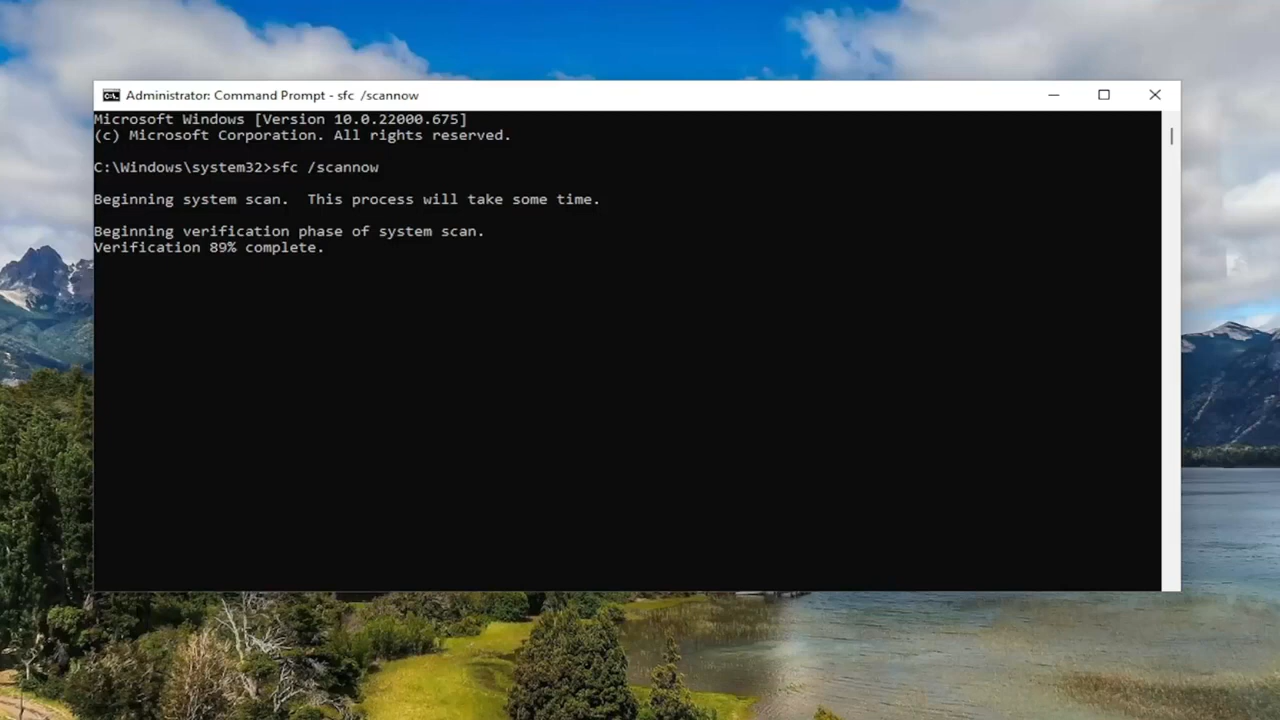 Administrator: Command Prompt - sfc  /scannow
Microsoft Windows [Version 10.0.22000.675]
(c) Microsoft Corporation. All rights reserved.
C:\Windows\system32>sfc /scannow
Beginning system scan.  This process will take some time.
Beginning verification phase of system scan.
Verification 89% complete.